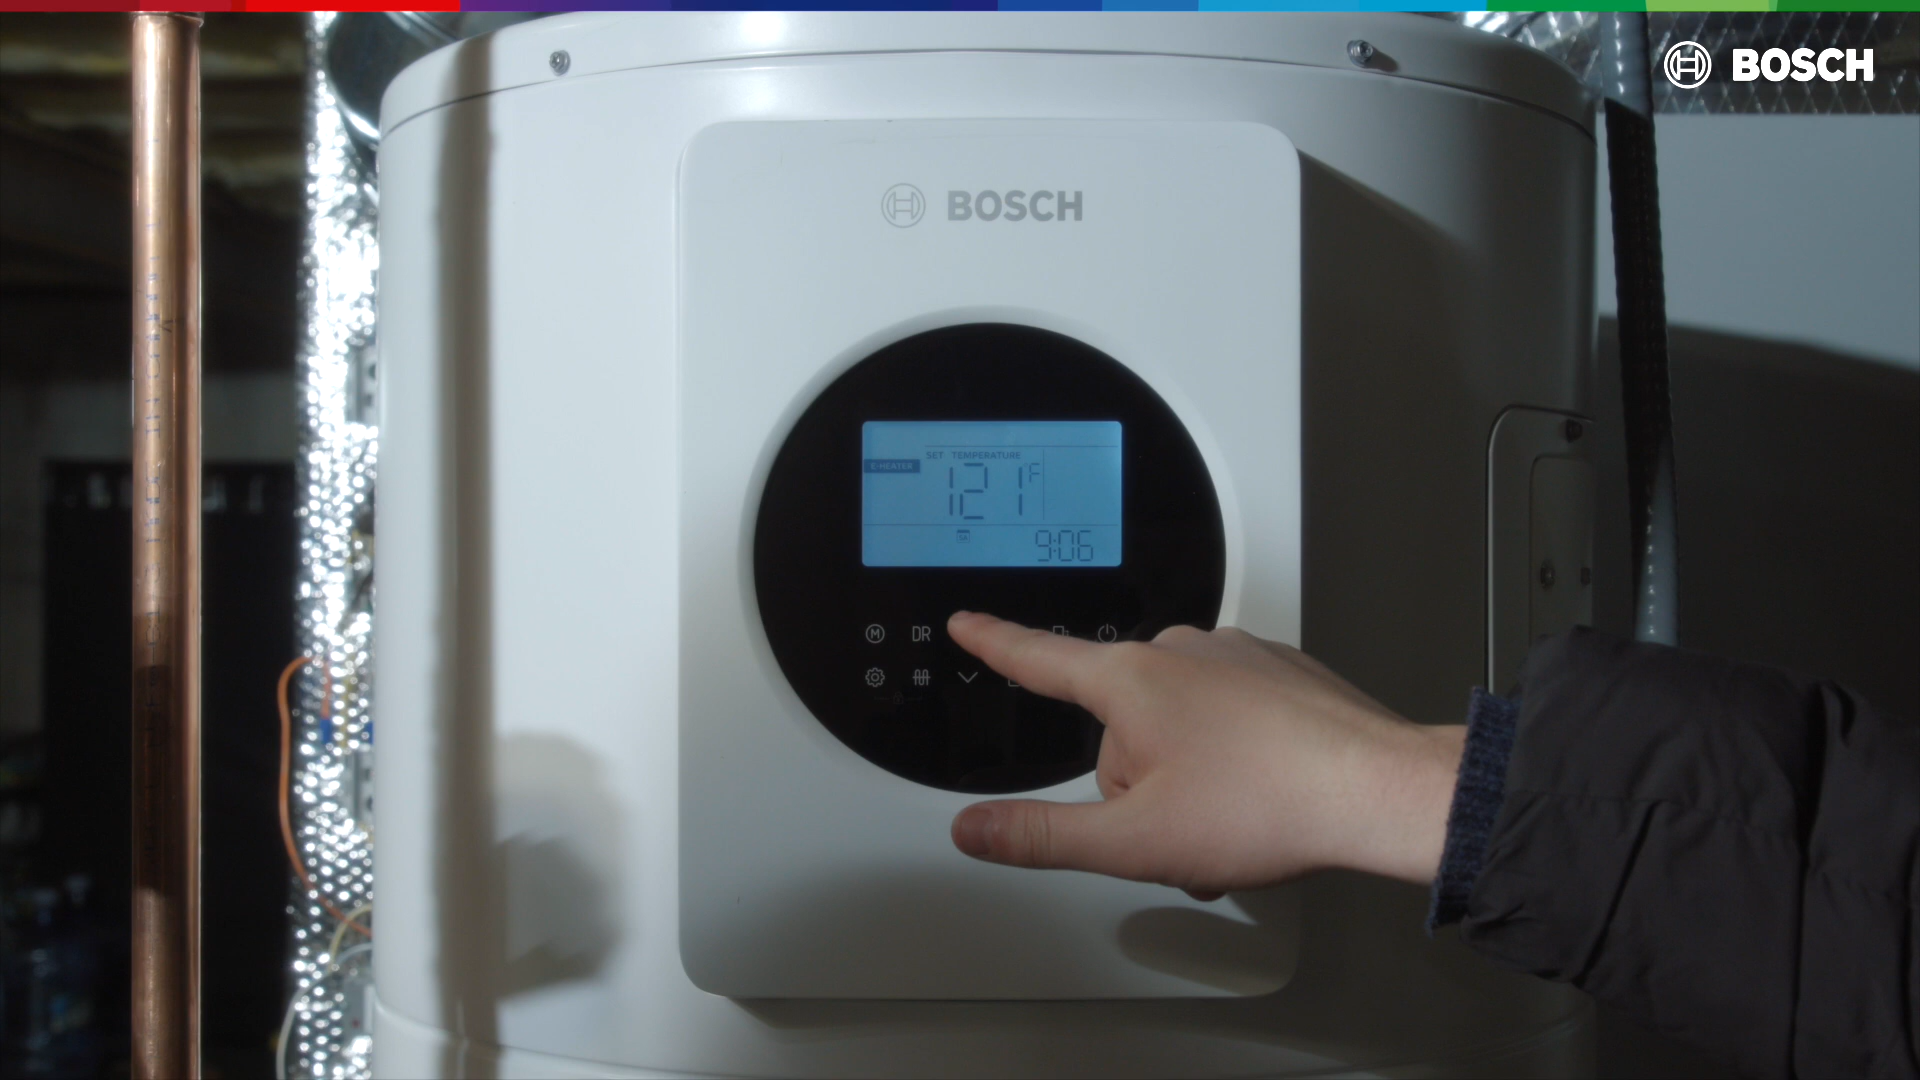 BOSCH
BOSCH
SET TEMPERATURE
E-HEATER
121 F
9:06
M DR